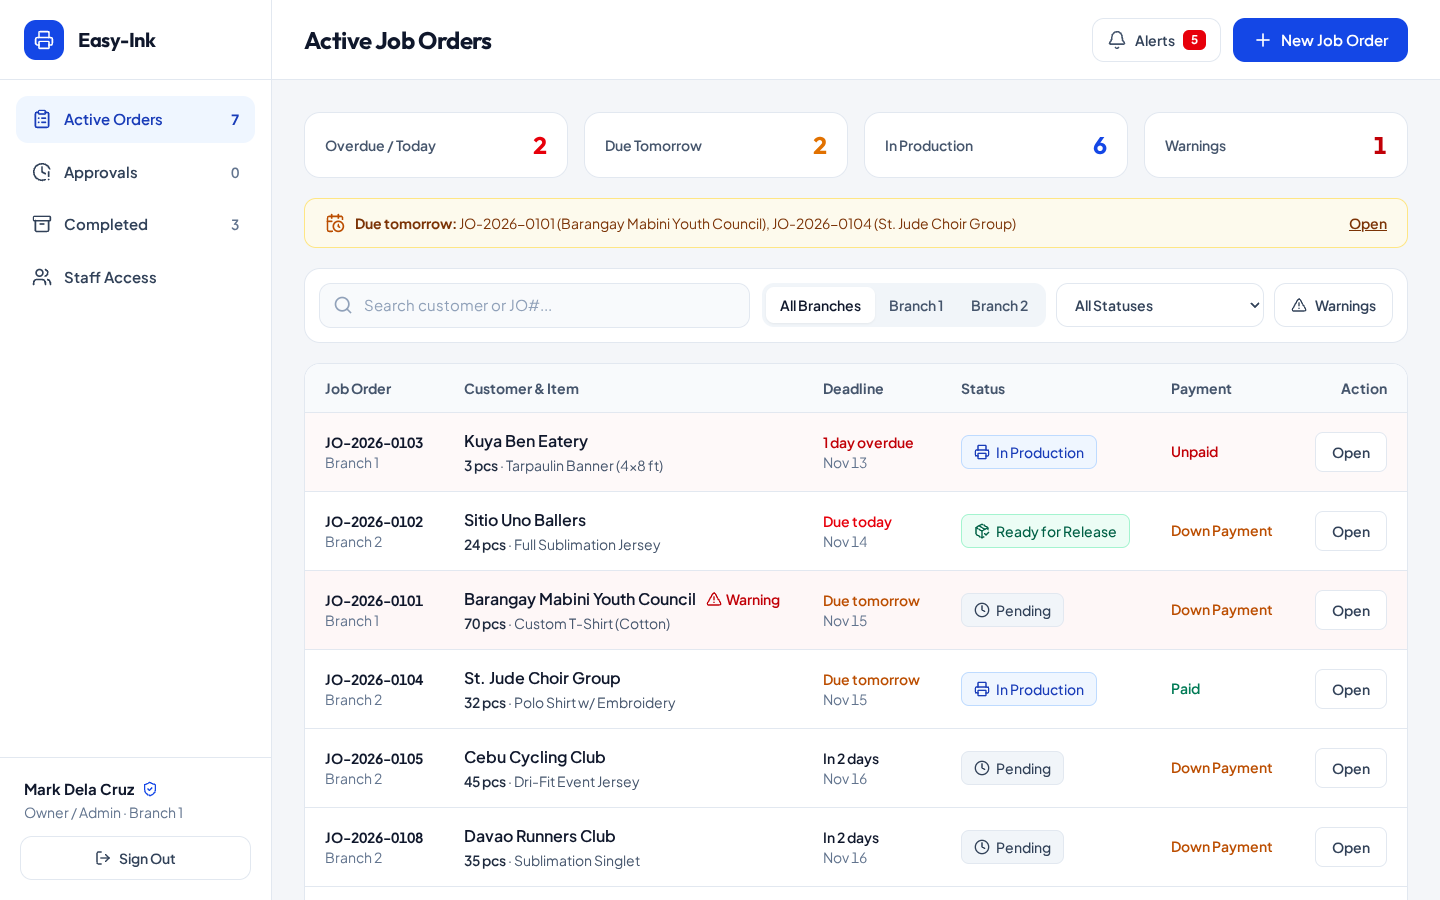 Easy-Ink
Active Orders 7
Approvals 0
Completed 3
Staff Access
Mark Dela Cruz
Owner / Admin · Branch 1
Sign Out
Active Job Orders
Alerts 5
New Job Order
Overdue / Today 2
Due Tomorrow 2
In Production 6
Warnings 1
Due tomorrow: JO-2026-0101 (Barangay Mabini Youth Council), JO-2026-0104 (St. Jude Choir Group) Open
Search customer or JO#...
All Branches Branch 1 Branch 2
All Statuses
Warnings
Job Order Customer & Item Deadline Status Payment Action
JO-2026-0103 Kuya Ben Eatery 1 day overdue In Production Unpaid Open
Branch 1 3 pcs · Tarpaulin Banner (4×8 ft) Nov 13
JO-2026-0102 Sitio Uno Ballers Due today Ready for Release Down Payment Open
Branch 2 24 pcs · Full Sublimation Jersey Nov 14
JO-2026-0101 Barangay Mabini Youth Council Warning Due tomorrow Pending Down Payment Open
Branch 1 70 pcs · Custom T-Shirt (Cotton) Nov 15
JO-2026-0104 St. Jude Choir Group Due tomorrow In Production Paid Open
Branch 2 32 pcs · Polo Shirt w/ Embroidery Nov 15
JO-2026-0105 Cebu Cycling Club In 2 days Pending Down Payment Open
Branch 2 45 pcs · Dri-Fit Event Jersey Nov 16
JO-2026-0108 Davao Runners Club In 2 days Pending Down Payment Open
Branch 2 35 pcs · Sublimation Singlet Nov 16